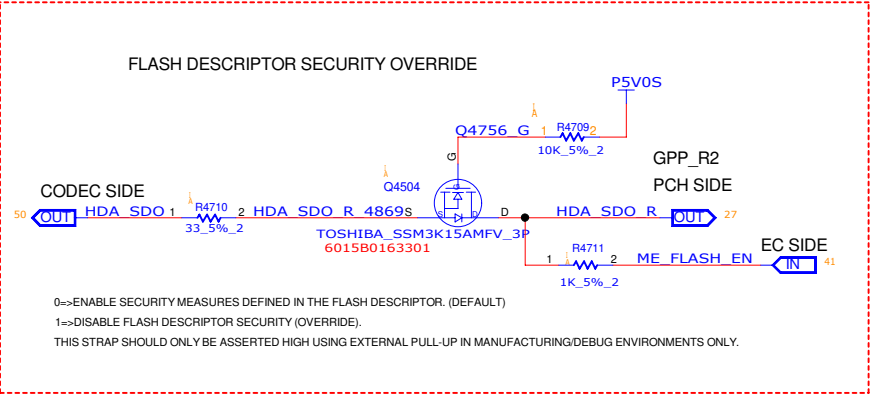 FLASH DESCRIPTOR SECURITY OVERRIDE
P5V0S
Q4756_G 1 R4709 2
10K_5%_2
A
GPP_R2
PCH SIDE
G
A
Q4504
CODEC SIDE
50 OUT HDA_SDO 1 R4710 2 HDA_SDO_R_4869 S G S D D HDA_SDO_R OUT 27
A
33_5%_2
TOSHIBA_SSM3K15AMFV_3P
6015B0163301
EC SIDE
1 R4711 2 ME_FLASH_EN IN 41
A
1K_5%_2
0=>ENABLE SECURITY MEASURES DEFINED IN THE FLASH DESCRIPTOR. (DEFAULT)
1=>DISABLE FLASH DESCRIPTOR SECURITY (OVERRIDE).
THIS STRAP SHOULD ONLY BE ASSERTED HIGH USING EXTERNAL PULL-UP IN MANUFACTURING/DEBUG ENVIRONMENTS ONLY.